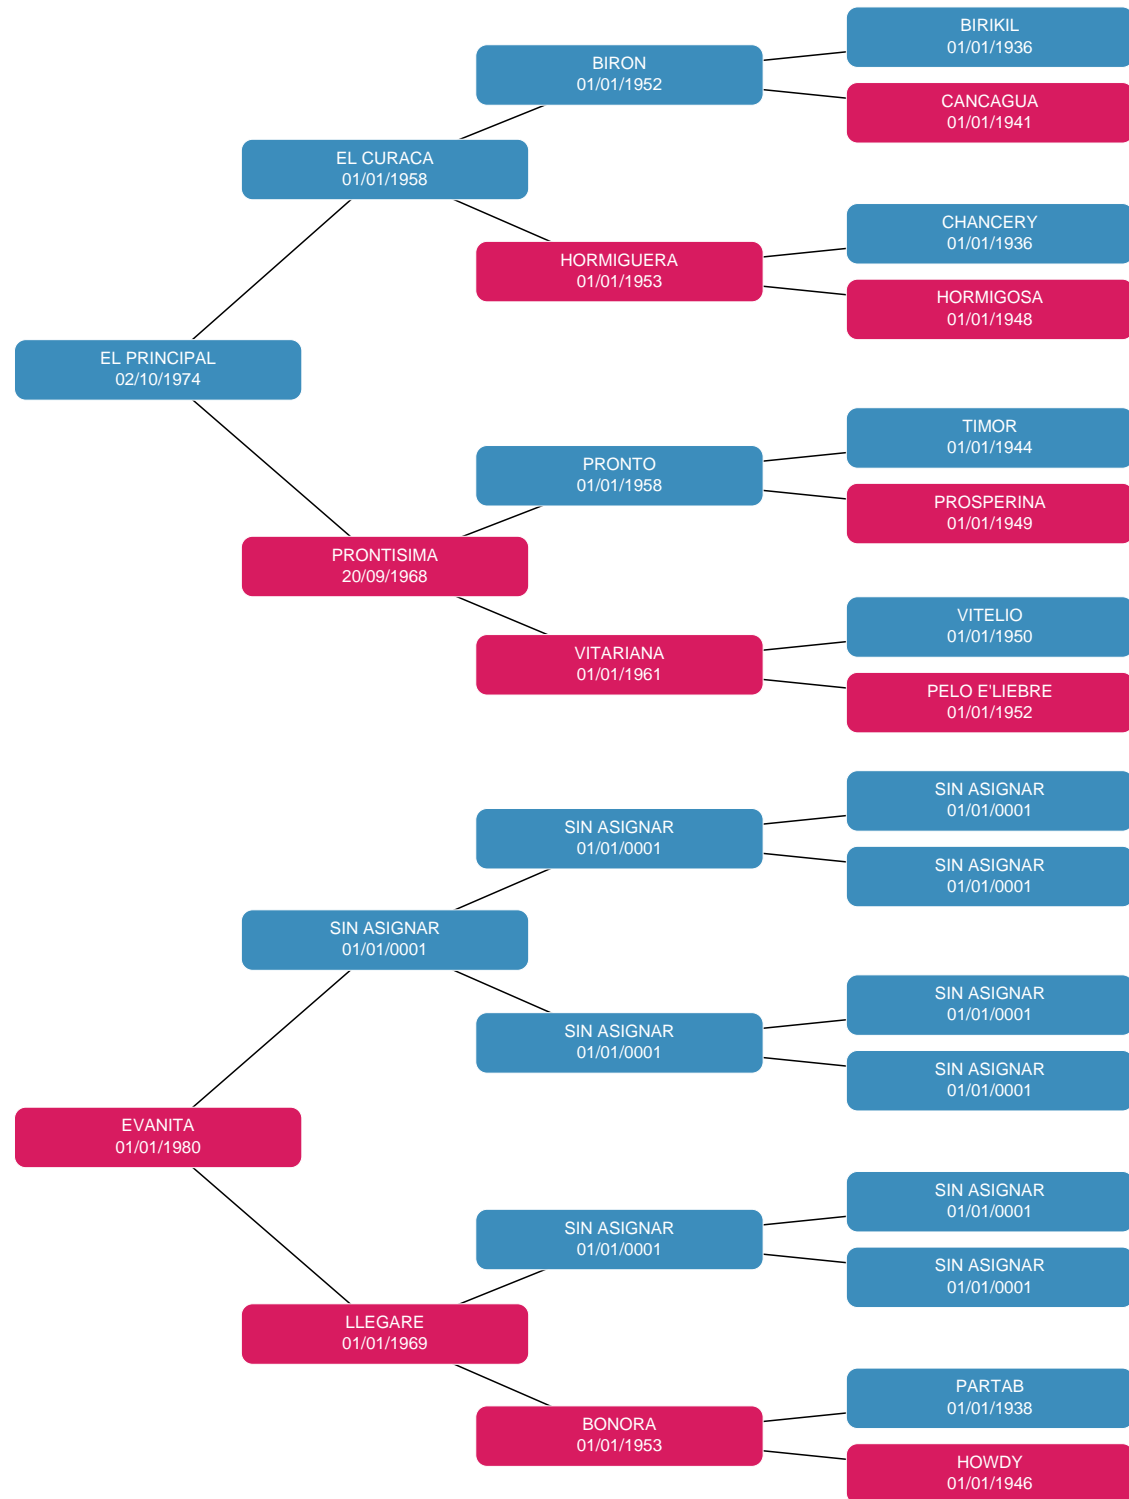 BIRIKIL
01/01/1936
BIRON
01/01/1952
CANCAGUA
01/01/1941
EL CURACA
01/01/1958
CHANCERY
01/01/1936
HORMIGUERA
01/01/1953
HORMIGOSA
01/01/1948
EL PRINCIPAL
02/10/1974
TIMOR
01/01/1944
PRONTO
01/01/1958
PROSPERINA
01/01/1949
PRONTISIMA
20/09/1968
VITELIO
01/01/1950
VITARIANA
01/01/1961
PELO E'LIEBRE
01/01/1952
SIN ASIGNAR
01/01/0001
SIN ASIGNAR
01/01/0001
SIN ASIGNAR
01/01/0001
SIN ASIGNAR
01/01/0001
SIN ASIGNAR
01/01/0001
SIN ASIGNAR
01/01/0001
SIN ASIGNAR
01/01/0001
EVANITA
01/01/1980
SIN ASIGNAR
01/01/0001
SIN ASIGNAR
01/01/0001
SIN ASIGNAR
01/01/0001
LLEGARE
01/01/1969
PARTAB
01/01/1938
BONORA
01/01/1953
HOWDY
01/01/1946